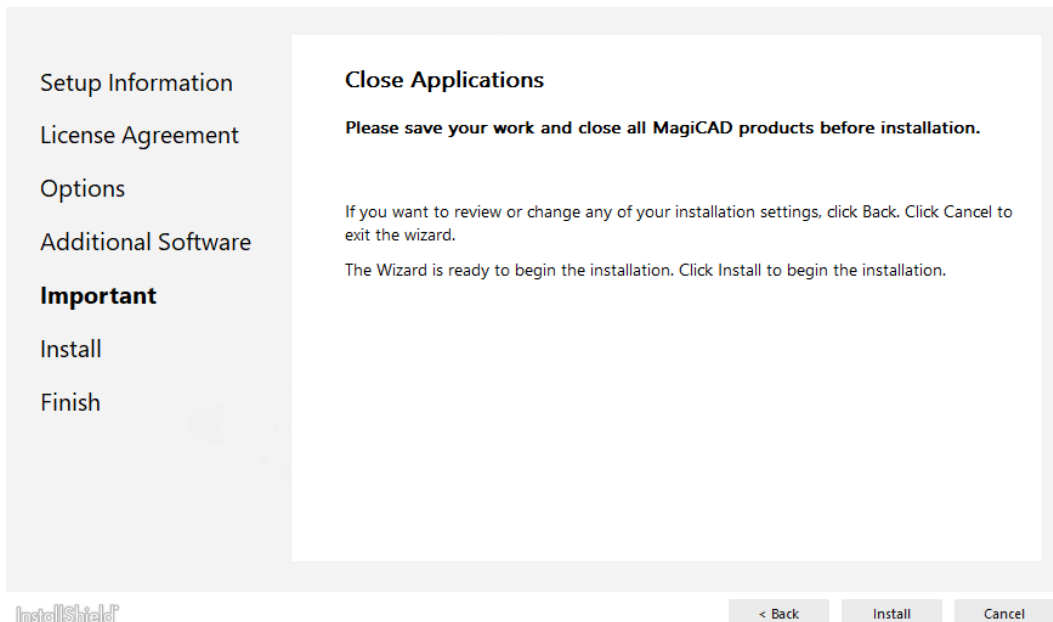 Setup Information
License Agreement
Options
Additional Software
Important
Install
Finish
Close Applications
Please save your work and close all MagiCAD products before installation.
If you want to review or change any of your installation settings, click Back. Click Cancel to
exit the wizard.
The Wizard is ready to begin the installation. Click Install to begin the installation.
InstallShield™
< Back
Install
Cancel